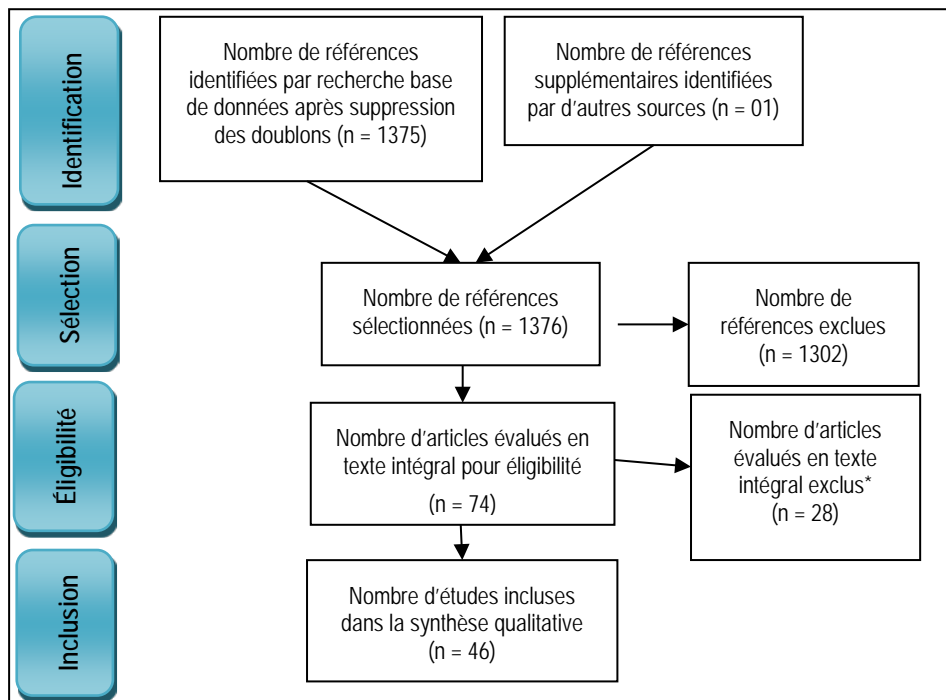 Identification
Nombre de références
identifiées par recherche base
de données après suppression
des doublons (n = 1375)
Nombre de références
supplémentaires identifiées
par d'autres sources (n = 01)
Sélection
Nombre de références
sélectionnées (n = 1376)
Nombre de
références exclues
(n = 1302)
Éligibilité
Nombre d'articles évalués en
texte intégral pour éligibilité
(n = 74)
Nombre d'articles
évalués en texte
intégral exclus*
(n = 28)
Inclusion
Nombre d'études incluses
dans la synthèse qualitative
(n = 46)